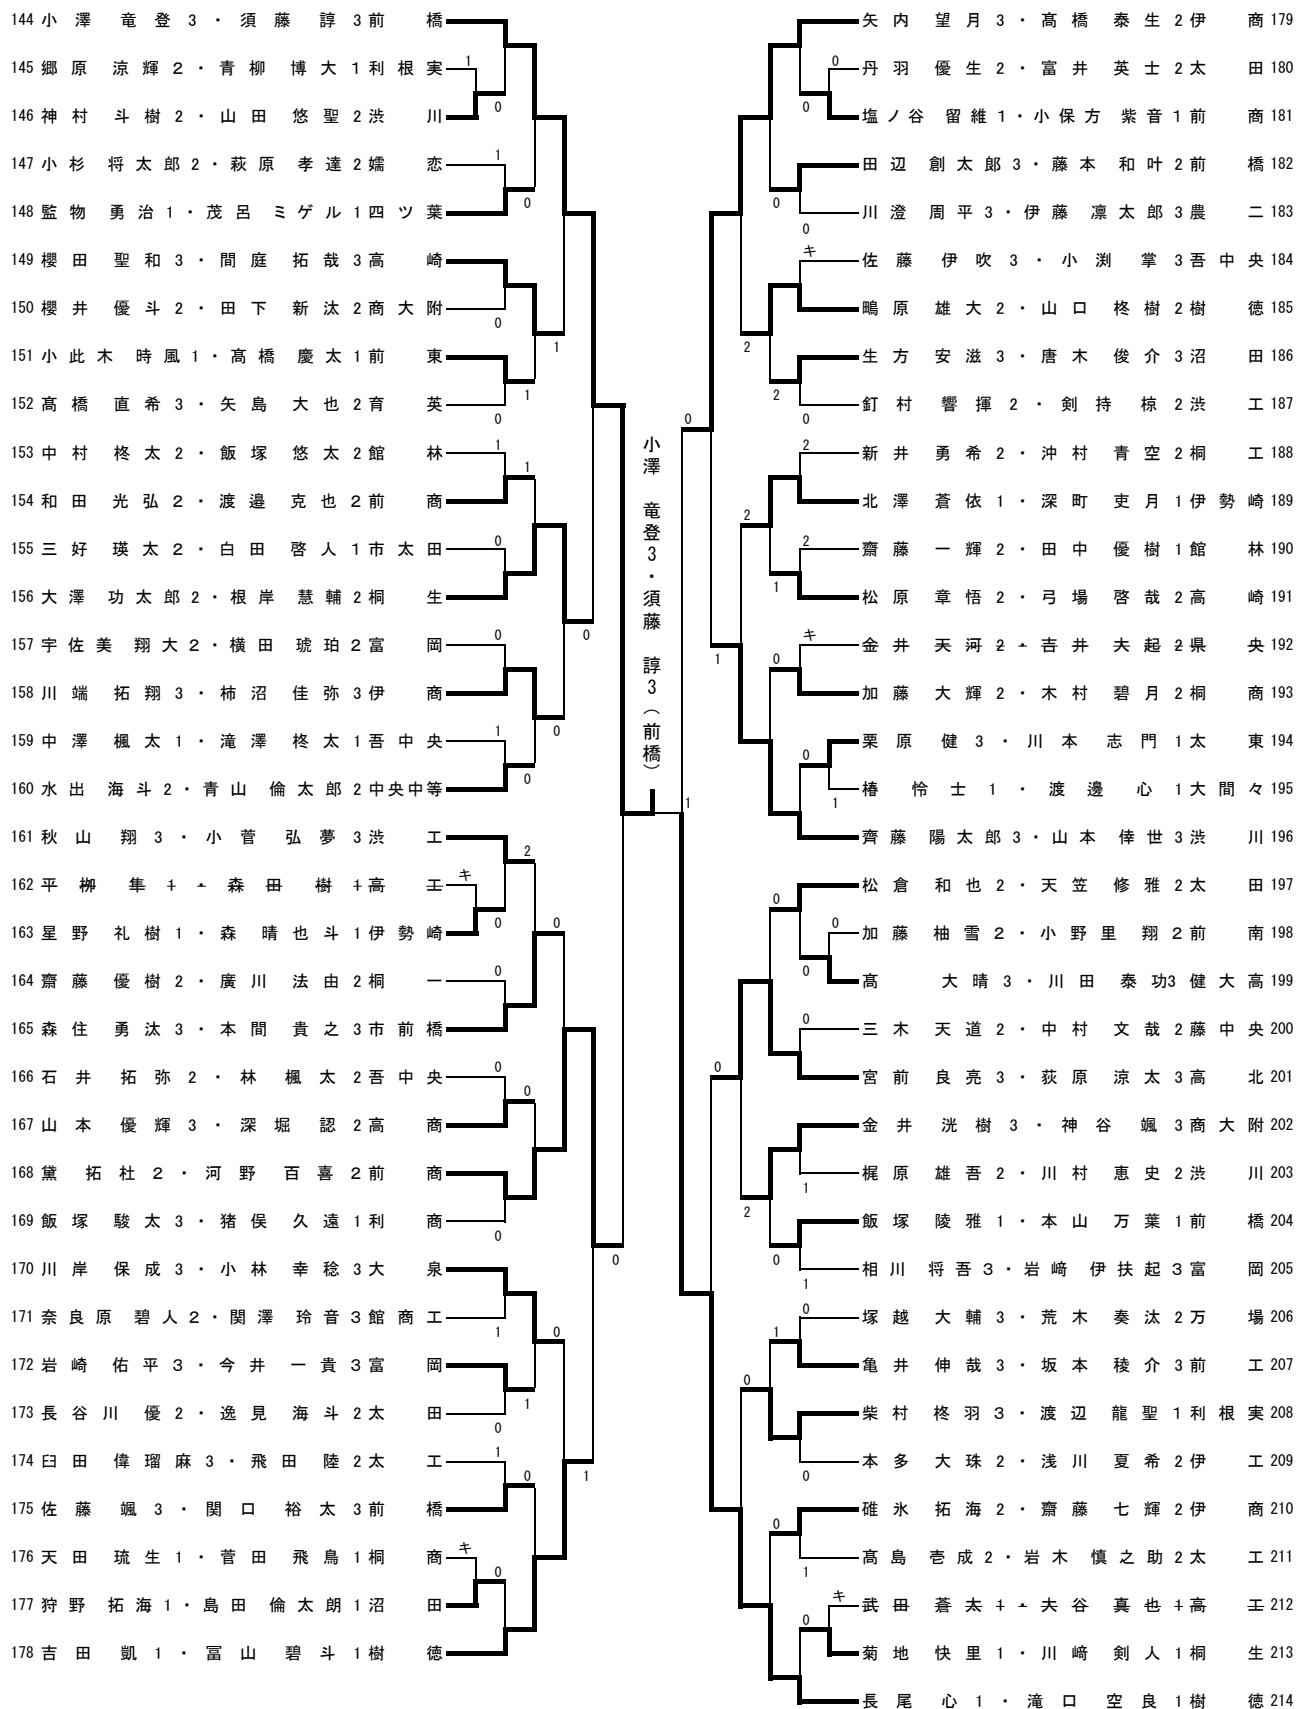 144 小澤 竜登3・須藤 諄3 前橋
145 郷原 涼輝2・青柳 博大1 利根実
146 神村 斗樹2・山田 悠聖2 渋川
147 小杉 将太郎2・萩原 孝達2 嬬恋
148 監物 勇治1・茂呂 ミゲル1 四ツ葉
149 櫻田 聖和3・間庭 拓哉3 高崎
150 櫻井 優斗2・田下 新汰2 商大附
151 小此木 時風1・髙橋 慶太1 前東
152 髙橋 直希3・矢島 大也2 育英
153 中村 柊太2・飯塚 悠太2 館林
154 和田 光弘2・渡邉 克也2 前商
155 三好 瑛太2・白田 啓人1 市太田
156 大澤 功太郎2・根岸 慧輔2 桐生
157 宇佐美 翔大2・横田 琥珀2 富岡
158 川端 拓翔3・柿沼 佳弥3 伊商
159 中澤 楓太1・滝澤 柊太1 吾中央
160 水出 海斗2・青山 倫太郎2 中央中等
161 秋山 翔3・小菅 弘夢3 渋工
162 平栁 隼1・森田 樹1 高工
163 星野 礼樹1・森 晴也斗1 伊勢崎
164 齋藤 優樹2・廣川 法由2 桐一
165 森住 勇汰3・本間 貴之3 市前橋
166 石井 拓弥2・林 楓太2 吾中央
167 山本 優輝3・深堀 認2 高商
168 黛 拓杜2・河野 百喜2 前商
169 飯塚 駿太3・猪俣 久遠1 利商
170 川岸 保成3・小林 幸稔3 大泉
171 奈良原 碧人2・関澤 玲音3 館商工
172 岩崎 佑平3・今井 一貴3 富岡
173 長谷川 優2・逸見 海斗2 太田
174 臼田 偉瑠麻3・飛田 陸2 太工
175 佐藤 颯3・関口 裕太3 前橋
176 天田 琉生1・菅田 飛鳥1 桐商
177 狩野 拓海1・島田 倫太朗1 沼田
178 吉田 凱1・冨山 碧斗1 樹徳
小澤 竜登3・須藤 諄3（前橋）
矢内 望月3・髙橋 泰生2 伊商 179
丹羽 優生2・富井 英士2 太田 180
塩ノ谷 留維1・小保方 紫音1 前商 181
田辺 創太郎3・藤本 和叶2 前橋 182
川澄 周平3・伊藤 凛太郎3 農二 183
佐藤 伊吹3・小渕 掌3 吾中央 184
鴫原 雄大2・山口 柊樹2 樹徳 185
生方 安滋3・唐木 俊介3 沼田 186
釘村 響揮2・剣持 椋2 渋工 187
新井 勇希2・沖村 青空2 桐工 188
北澤 蒼依1・深町 吏月1 伊勢崎 189
齋藤 一輝2・田中 優樹1 館林 190
松原 章悟2・弓場 啓哉2 高崎 191
金井 天河2・吉井 大起2 県央 192
加藤 大輝2・木村 碧月2 桐商 193
栗原 健3・川本 志門1 太東 194
椿 怜士1・渡邊 心1 大間々 195
齊藤 陽太郎3・山本 倖世3 渋川 196
松倉 和也2・天笠 修雅2 太田 197
加藤 柚雪2・小野里 翔2 前南 198
髙 大晴3・川田 泰功3 健大高 199
三木 天道2・中村 文哉2 藤中央 200
宮前 良亮3・荻原 涼太3 高北 201
金井 洸樹3・神谷 颯3 商大附 202
梶原 雄吾2・川村 恵史2 渋川 203
飯塚 陵雅1・本山 万葉1 前橋 204
相川 将吾3・岩﨑 伊扶起3 富岡 205
塚越 大輔3・荒木 奏汰2 万場 206
亀井 伸哉3・坂本 稜介3 前工 207
柴村 柊羽3・渡辺 龍聖1 利根実 208
本多 大珠2・浅川 夏希2 伊工 209
碓氷 拓海2・齋藤 七輝2 伊商 210
髙島 壱成2・岩木 慎之助2 太工 211
武田 蒼太1・大谷 真也1 高工 212
菊地 快里1・川﨑 剣人1 桐生 213
長尾 心1・滝口 空良1 樹徳 214